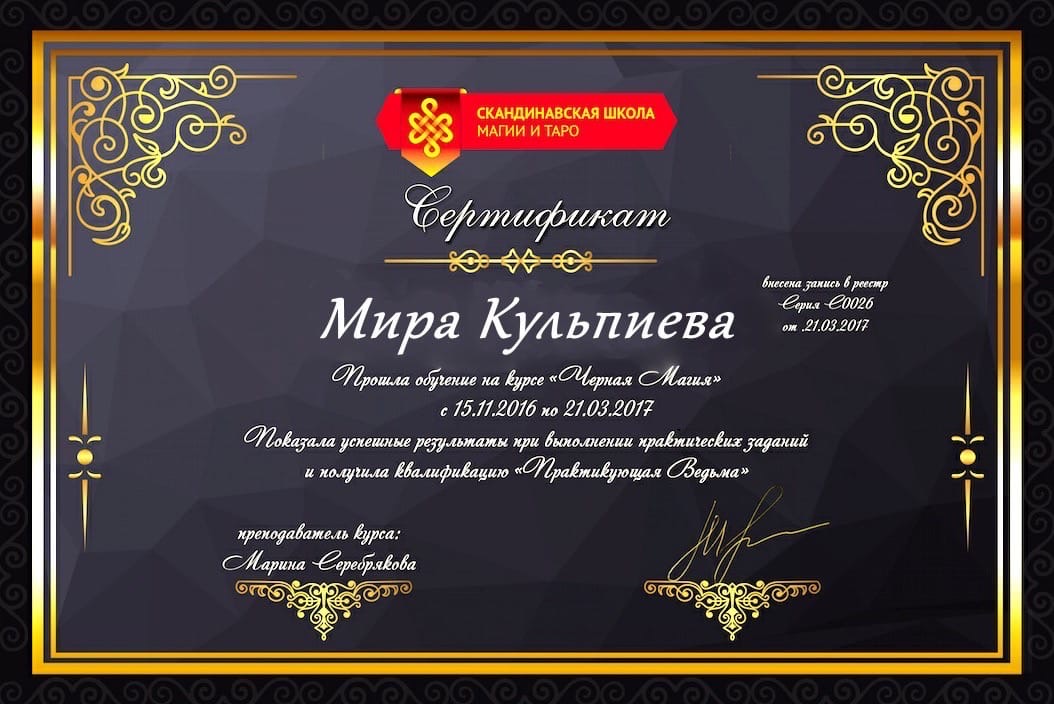 СКАНДИНАВСКАЯ ШКОЛА
МАГИИ И ТАРО
Сертификат
внесена запись в реестр
Серия С0026
от .21.03.2017
Мира Кульпиева
Прошла обучение на курсе «Черная Магия»
с 15.11.2016 по 21.03.2017
Показала успешные результаты при выполнении практических заданий
и получила квалификацию «Практикующая Ведьма»
преподаватель курса:
Марина Серебрякова